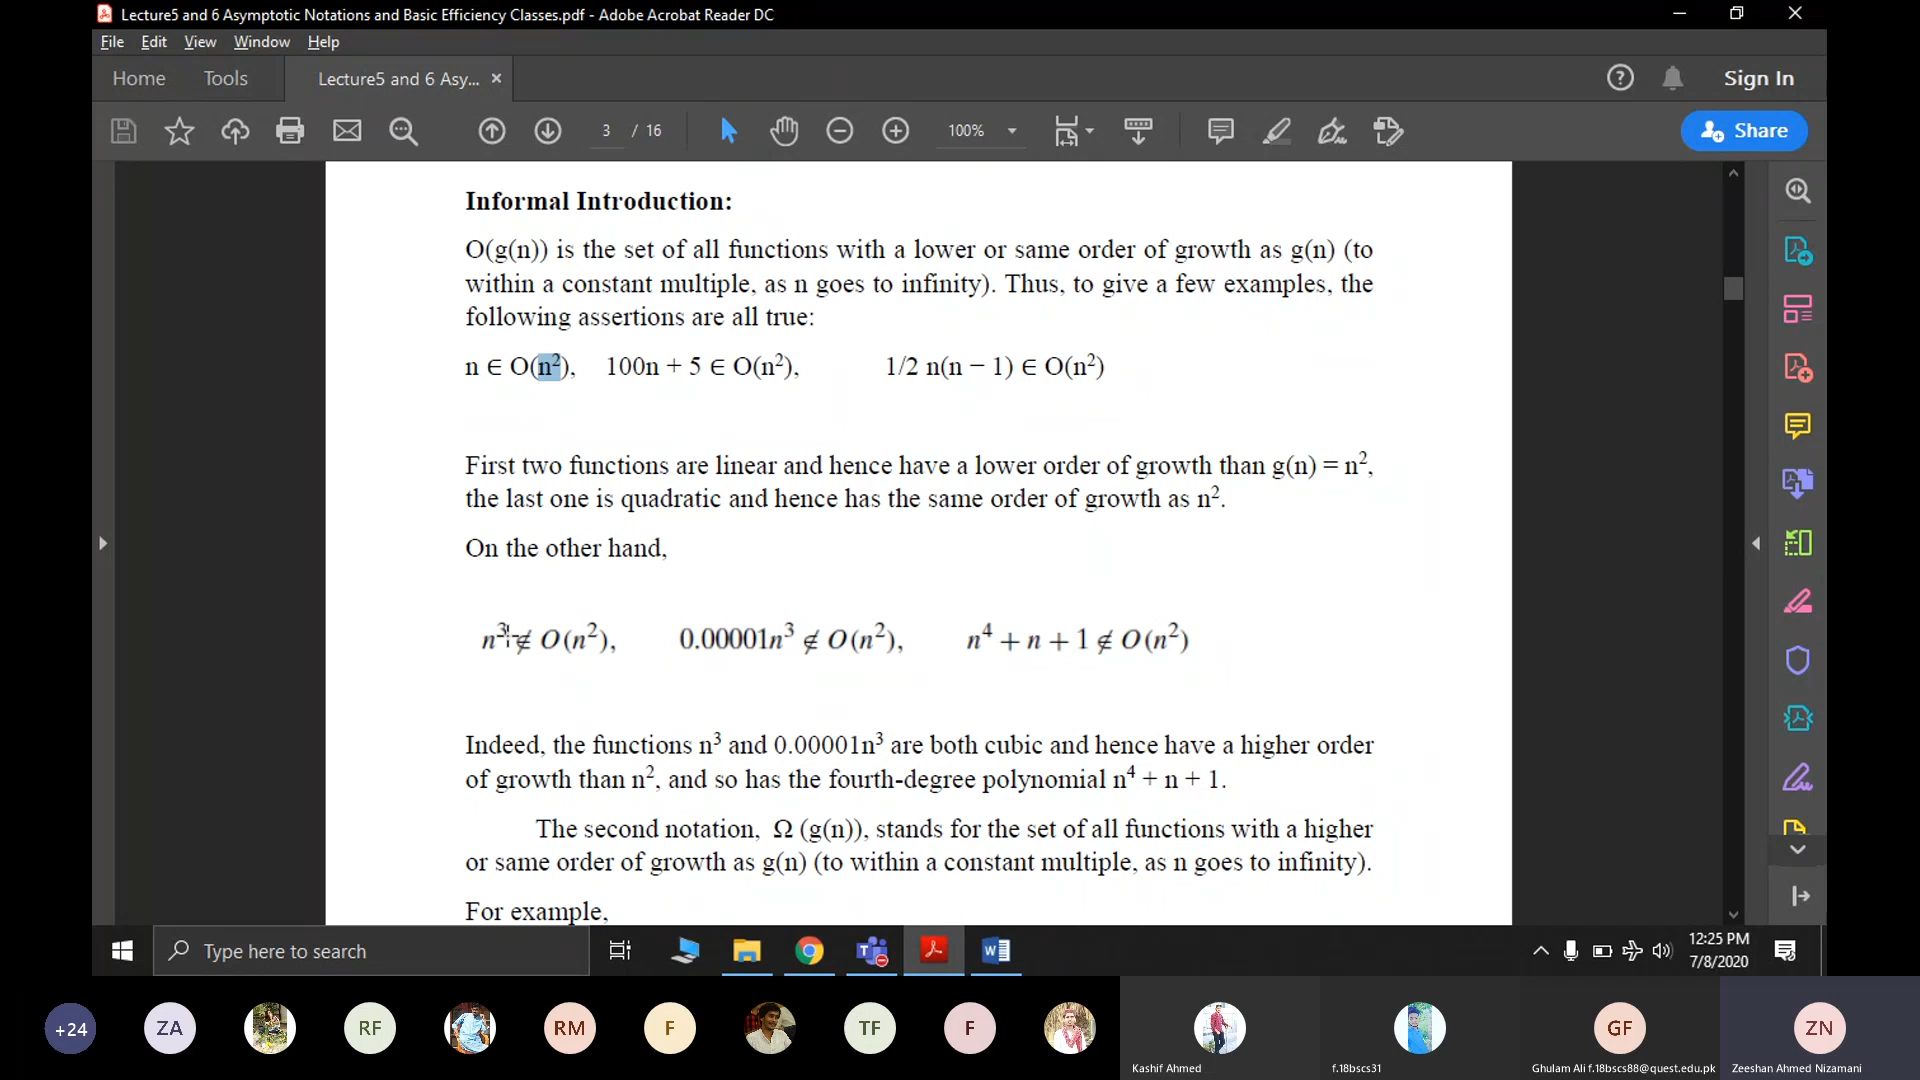 Lecture5 and 6 Asymptotic Notations and Basic Efficiency Classes.pdf - Adobe Acrobat Reader DC
File Edit View Window Help
Home Tools Lecture5 and 6 Asy... × Sign In
3 / 16 100% Share
Informal Introduction:
O(g(n)) is the set of all functions with a lower or same order of growth as g(n) (to
within a constant multiple, as n goes to infinity). Thus, to give a few examples, the
following assertions are all true:
n ∈ O(n²), 100n + 5 ∈ O(n²), 1/2 n(n − 1) ∈ O(n²)
First two functions are linear and hence have a lower order of growth than g(n) = n²,
the last one is quadratic and hence has the same order of growth as n².
On the other hand,
n³ ∉ O(n²), 0.00001n³ ∉ O(n²), n⁴ + n + 1 ∉ O(n²)
Indeed, the functions n³ and 0.00001n³ are both cubic and hence have a higher order
of growth than n², and so has the fourth-degree polynomial n⁴ + n + 1.
The second notation, Ω (g(n)), stands for the set of all functions with a higher
or same order of growth as g(n) (to within a constant multiple, as n goes to infinity).
For example,
Type here to search
12:25 PM
7/8/2020
+24 ZA RF RM F TF F GF ZN
Kashif Ahmed f.18bscs31 Ghulam Ali f.18bscs88@quest.edu.pk Zeeshan Ahmed Nizamani